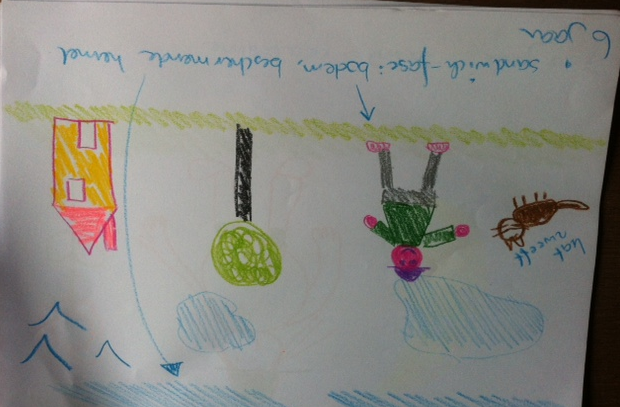 6 jaar
• sandwich-fase: bodem, beschermende hemel
kat
zweeft